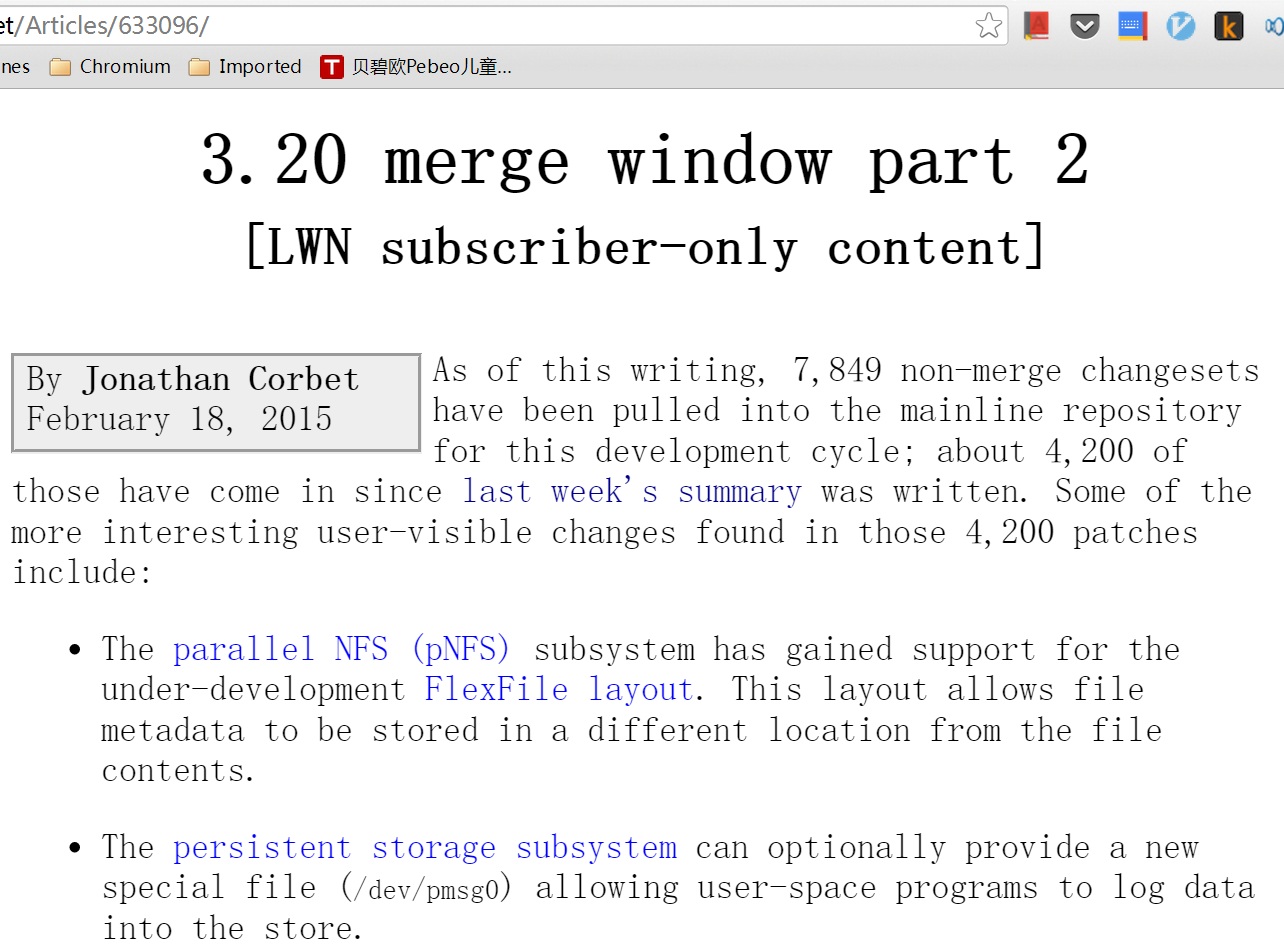 et/Articles/633096/
nes Chromium Imported T 贝碧欧Pebeo儿童...
3.20 merge window part 2
[LWN subscriber-only content]
By Jonathan Corbet
February 18, 2015
As of this writing, 7,849 non-merge changesets
have been pulled into the mainline repository
for this development cycle; about 4,200 of
those have come in since last week's summary was written. Some of the
more interesting user-visible changes found in those 4,200 patches
include:
• The parallel NFS (pNFS) subsystem has gained support for the
under-development FlexFile layout. This layout allows file
metadata to be stored in a different location from the file
contents.
• The persistent storage subsystem can optionally provide a new
special file (/dev/pmsg0) allowing user-space programs to log data
into the store.